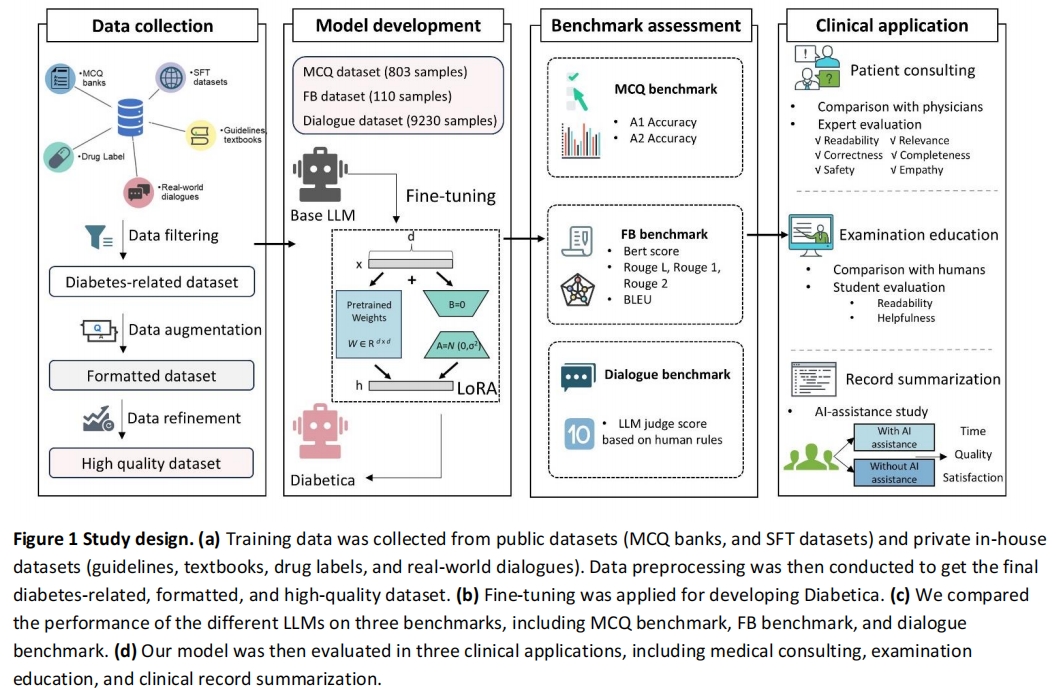 Data collection
•MCQ
banks
•SFT
datasets
•Guidelines,
textbooks
•Drug Label
•Real-world
dialogues
Data filtering
Diabetes-related dataset
Data augmentation
Q
A
Formatted dataset
Data refinement
High quality dataset
Model development
MCQ dataset (803 samples)
FB dataset (110 samples)
Dialogue dataset (9230 samples)
Base LLM
Fine-tuning
d
x
+
Pretrained
Weights
W ∈ R d x d
B=0
A=N (0,σ²)
h
LoRA
Diabetica
Benchmark assessment
MCQ benchmark
• A1 Accuracy
• A2 Accuracy
FB benchmark
• Bert score
• Rouge L, Rouge 1,
Rouge 2
• BLEU
Dialogue benchmark
10
• LLM judge score
based on human rules
Clinical application
!
?
Patient consulting
• Comparison with physicians
• Expert evaluation
√ Readability √ Relevance
√ Correctness √ Completeness
√ Safety √ Empathy
Examination education
• Comparison with humans
• Student evaluation
• Readability
• Helpfulness
Record summarization
• AI-assistance study
With AI
assistance
Without AI
assistance
Time
Quality
Satisfaction
Figure 1 Study design. (a) Training data was collected from public datasets (MCQ banks, and SFT datasets) and private in-house
datasets (guidelines, textbooks, drug labels, and real-world dialogues). Data preprocessing was then conducted to get the final
diabetes-related, formatted, and high-quality dataset. (b) Fine-tuning was applied for developing Diabetica. (c) We compared
the performance of the different LLMs on three benchmarks, including MCQ benchmark, FB benchmark, and dialogue
benchmark. (d) Our model was then evaluated in three clinical applications, including medical consulting, examination
education, and clinical record summarization.